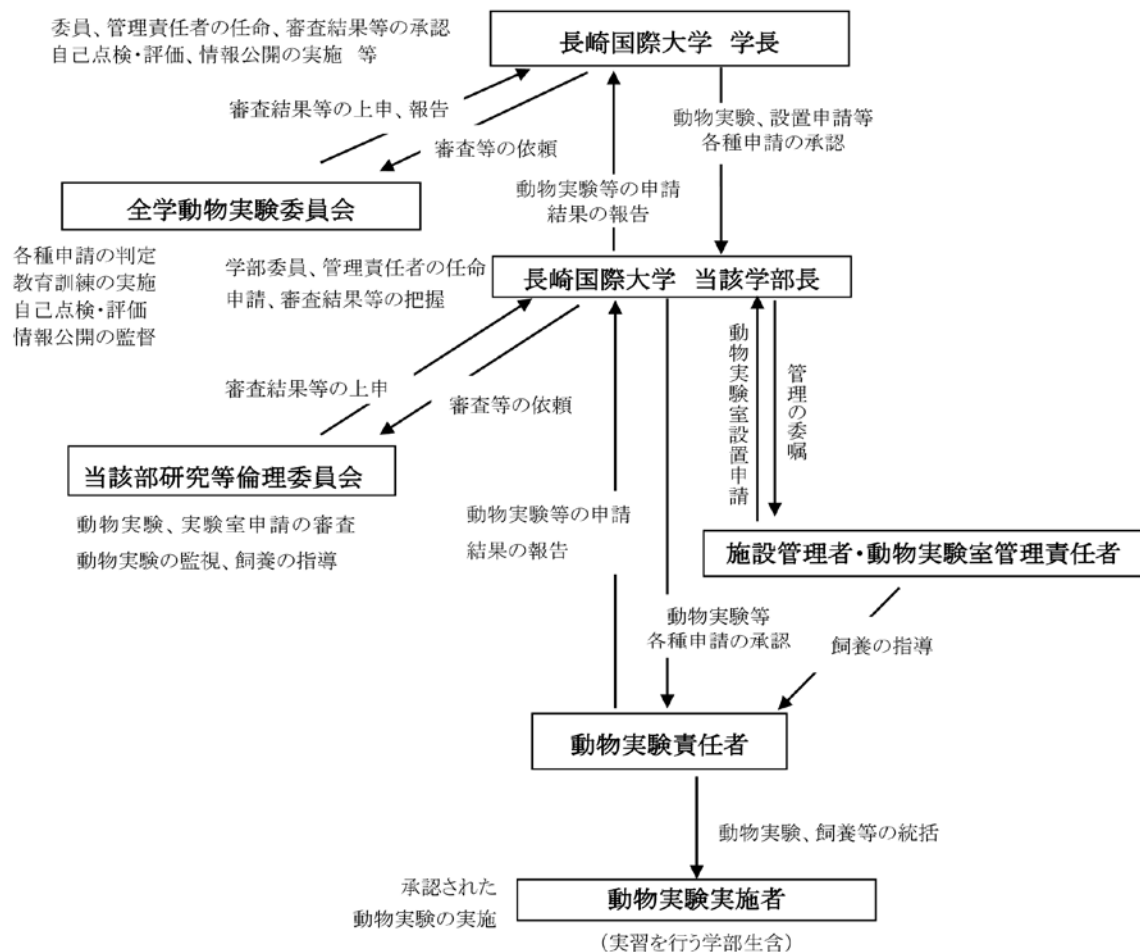 委員、管理責任者の任命、審査結果等の承認
自己点検・評価、情報公開の実施 等
長崎国際大学 学長
審査結果等の上申、報告
審査等の依頼
動物実験、設置申請等
各種申請の承認
動物実験等の申請
結果の報告
全学動物実験委員会
各種申請の判定
教育訓練の実施
自己点検・評価
情報公開の監督
学部委員、管理責任者の任命
申請、審査結果等の把握
長崎国際大学 当該学部長
審査結果等の上申
審査等の依頼
動物実験室設置申請
管理の委嘱
当該部研究等倫理委員会
動物実験、実験室申請の審査
動物実験の監視、飼養の指導
動物実験等の申請
結果の報告
施設管理者・動物実験室管理責任者
動物実験等
各種申請の承認
飼養の指導
動物実験責任者
動物実験、飼養等の統括
承認された
動物実験の実施
動物実験実施者
(実習を行う学部生含)